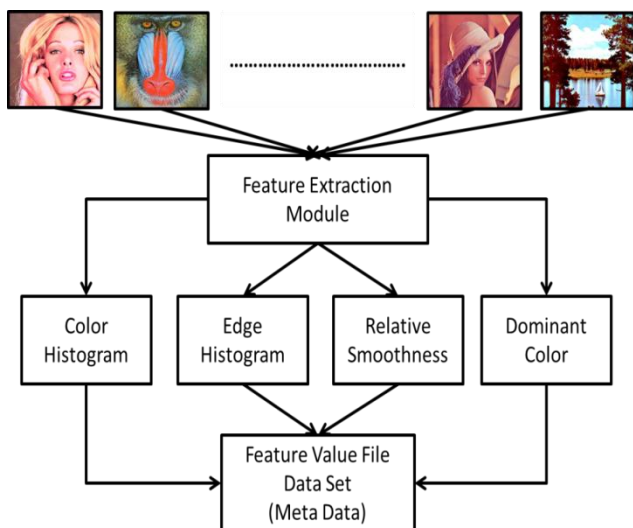 Feature Extraction
Module
Color
Histogram
Edge
Histogram
Relative
Smoothness
Dominant
Color
Feature Value File
Data Set
(Meta Data)